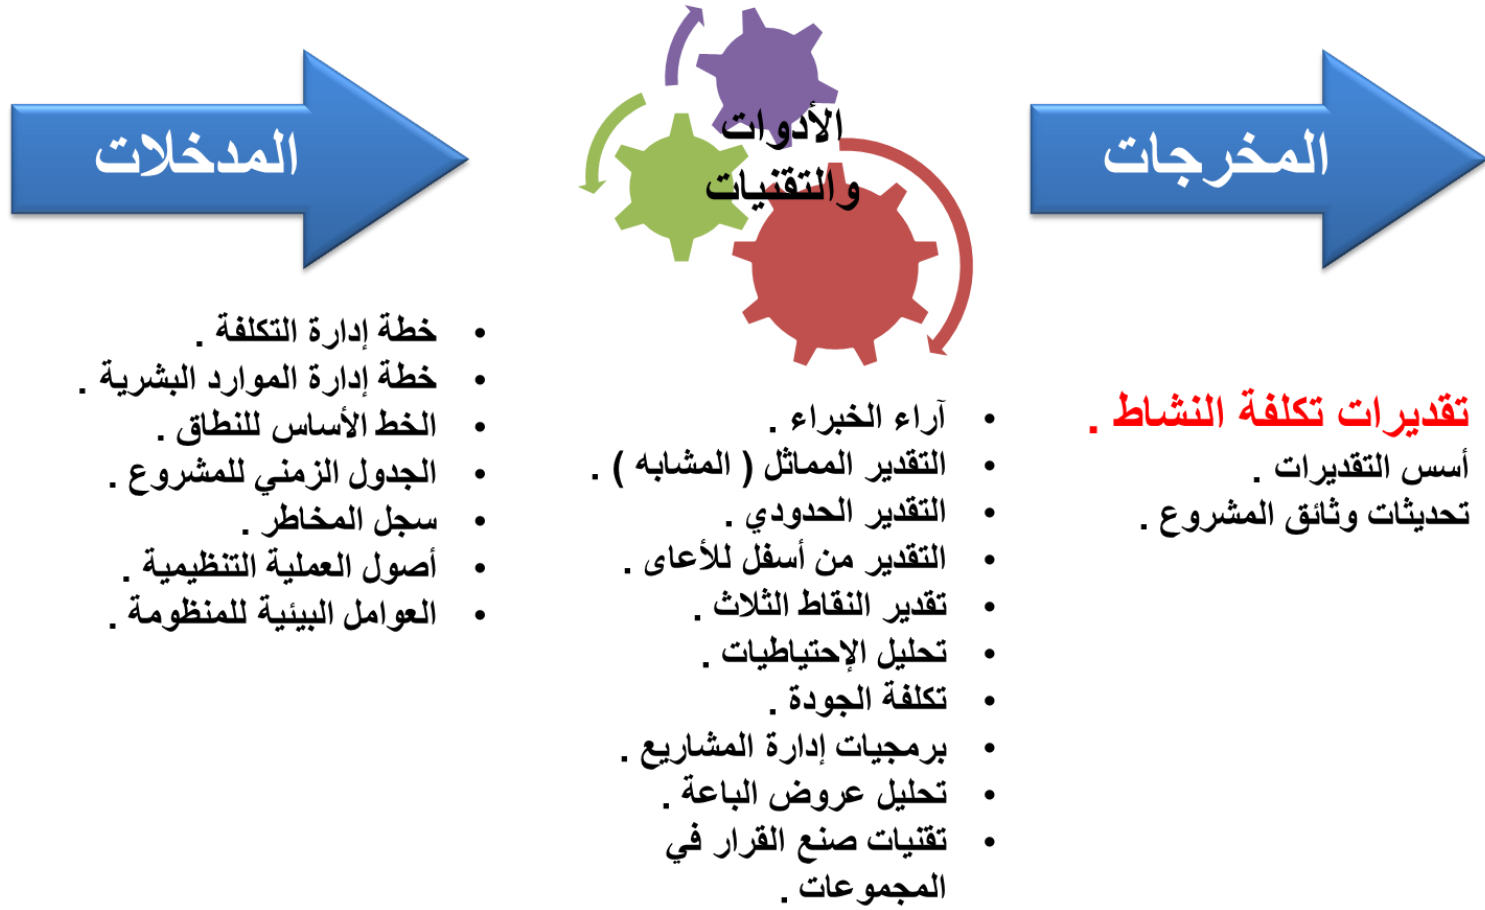 المدخلات
خطة إدارة التكلفة .
خطة إدارة الموارد البشرية .
الخط الأساس للنطاق .
الجدول الزمني للمشروع .
سجل المخاطر .
أصول العملية التنظيمية .
العوامل البيئية للمنظومة .
الأدوات
والتقنيات
آراء الخبراء .
التقدير المماثل ( المشابه ) .
التقدير الحدودي .
التقدير من أسفل للأعاى .
تقدير النقاط الثلاث .
تحليل الإحتياطيات .
تكلفة الجودة .
برمجيات إدارة المشاريع .
تحليل عروض الباعة .
تقنيات صنع القرار في
المجموعات .
المخرجات
تقديرات تكلفة النشاط .
أسس التقديرات .
تحديثات وثائق المشروع .